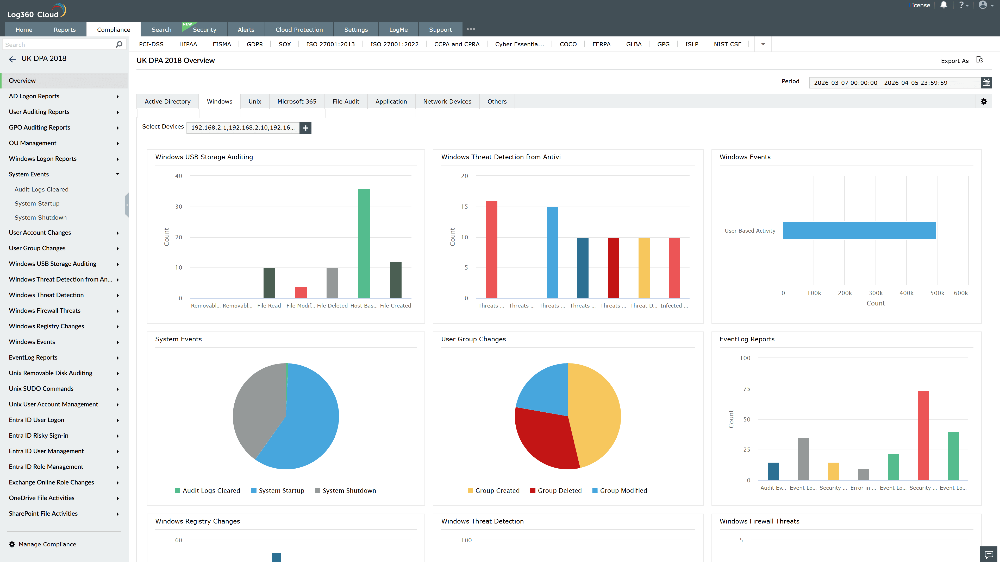 Log360 Cloud
License
?
Home
Reports
Compliance
Search
NEW
Security
Alerts
Cloud Protection
Settings
LogMe
Support
Search
PCI-DSS
HIPAA
FISMA
GDPR
SOX
ISO 27001:2013
ISO 27001:2022
CCPA and CPRA
Cyber Essentia...
COCO
FERPA
GLBA
GPG
ISLP
NIST CSF
UK DPA 2018
Overview
AD Logon Reports
User Auditing Reports
GPO Auditing Reports
OU Management
Windows Logon Reports
System Events
Audit Logs Cleared
System Startup
System Shutdown
User Account Changes
User Group Changes
Windows USB Storage Auditing
Windows Threat Detection from An...
Windows Threat Detection
Windows Firewall Threats
Windows Registry Changes
Windows Events
EventLog Reports
Unix Removable Disk Auditing
Unix SUDO Commands
Unix User Account Management
Entra ID User Logon
Entra ID Risky Sign-in
Entra ID User Management
Entra ID Role Management
Exchange Online Role Changes
OneDrive File Activities
SharePoint File Activities
Manage Compliance
UK DPA 2018 Overview
Export As
Period
2026-03-07 00:00:00 - 2026-04-05 23:59:59
Active Directory
Windows
Unix
Microsoft 365
File Audit
Application
Network Devices
Others
Select Devices
192.168.2.1,192.168.2.10,192.16...
Windows USB Storage Auditing
40
30
20
10
0
Count
Removabl...
Removabl...
File Read
File Modif...
File Deleted
Host Bas...
File Created
Windows Threat Detection from Antivi...
20
15
10
5
0
Count
Threats ...
Threats ...
Threats ...
Threats ...
Threats ...
Threat D...
Infected ...
Windows Events
User Based Activity
0
100k
200k
300k
400k
500k
600k
Count
System Events
Audit Logs Cleared
System Startup
System Shutdown
User Group Changes
Group Created
Group Deleted
Group Modified
EventLog Reports
100
75
50
25
0
Count
Audit Ev...
Event Lo...
Security ...
Error in ...
Event Lo...
Security ...
Event Lo...
Windows Registry Changes
60
Windows Threat Detection
100
Windows Firewall Threats
5